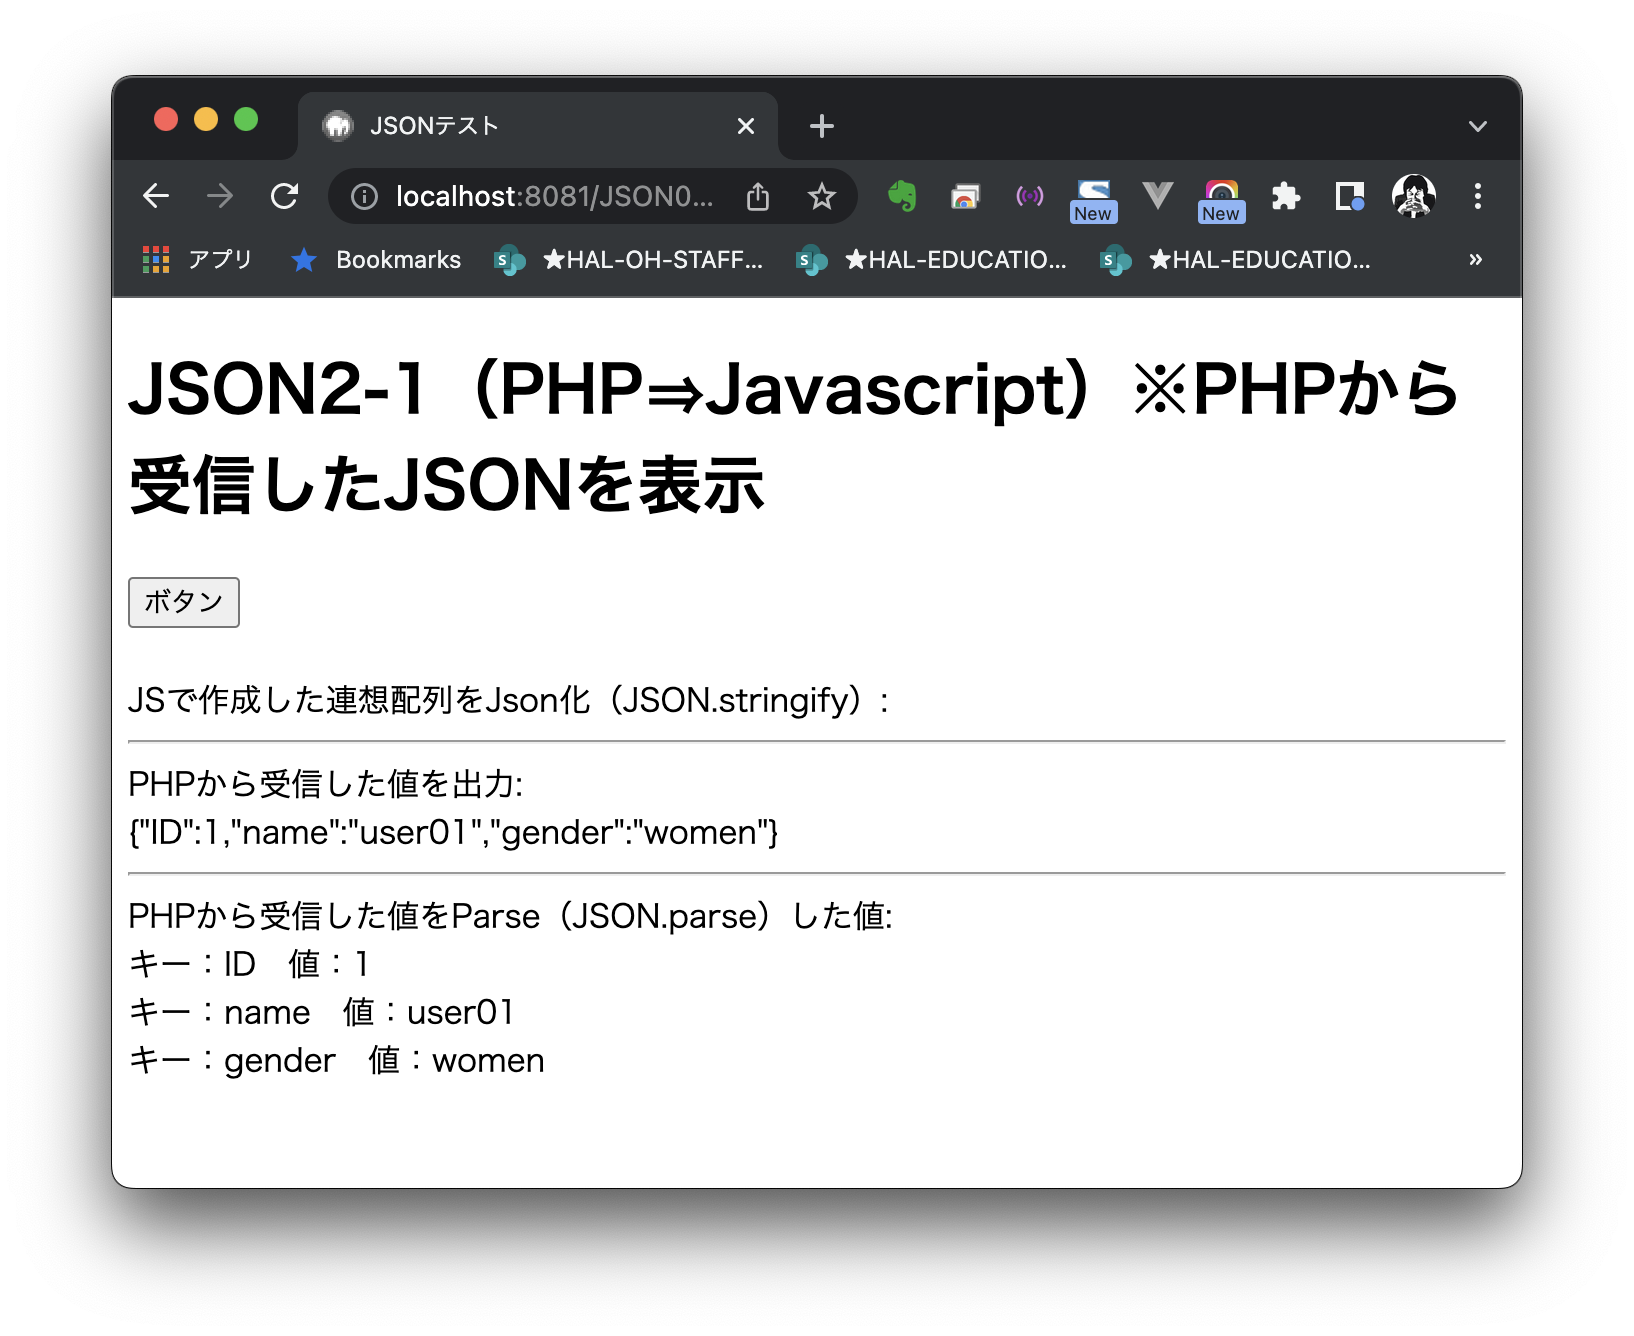 JSONテスト
localhost:8081/JSON0...
New
New
アプリ
Bookmarks
S
★HAL-OH-STAFF...
S
★HAL-EDUCATIO...
S
★HAL-EDUCATIO...
»
JSON2-1（PHP⇒Javascript）※PHPから
受信したJSONを表示
ボタン
JSで作成した連想配列をJson化（JSON.stringify）:
PHPから受信した値を出力:
{"ID":1,"name":"user01","gender":"women"}
PHPから受信した値をParse（JSON.parse）した値:
キー：ID　値：1
キー：name　値：user01
キー：gender　値：women